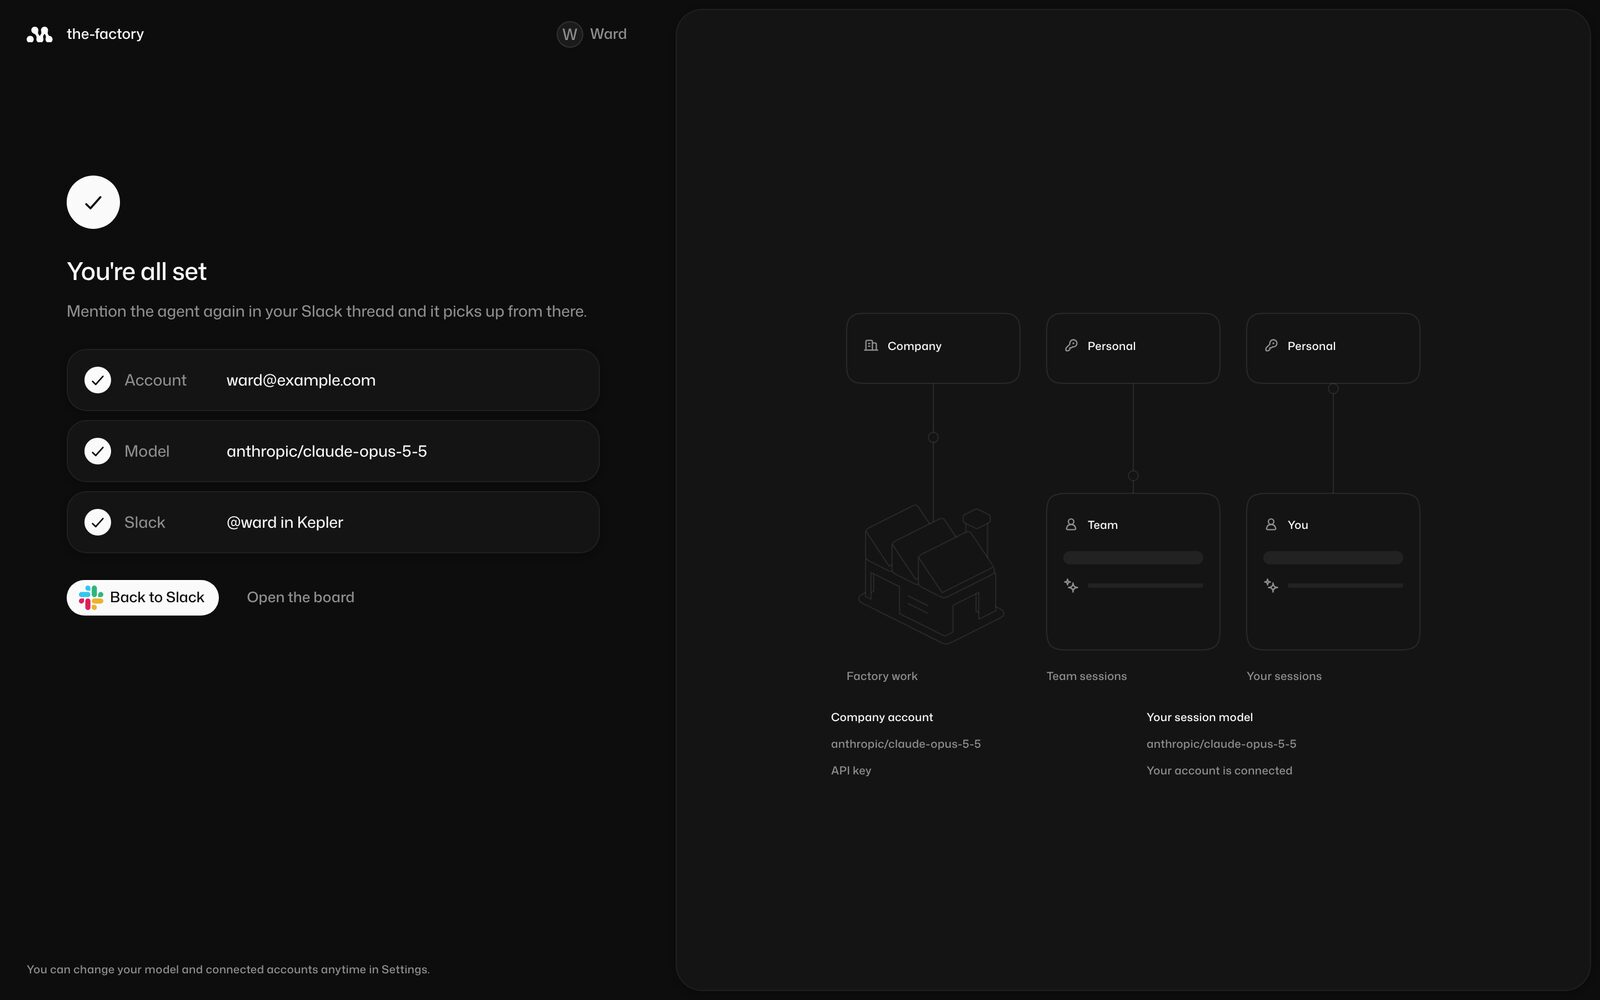 the-factory
W Ward
You're all set
Mention the agent again in your Slack thread and it picks up from there.
Account ward@example.com
Model anthropic/claude-opus-5-5
Slack @ward in Kepler
Back to Slack Open the board
You can change your model and connected accounts anytime in Settings.
Company Personal Personal
Team You
Factory work Team sessions Your sessions
Company account Your session model
anthropic/claude-opus-5-5 anthropic/claude-opus-5-5
API key Your account is connected